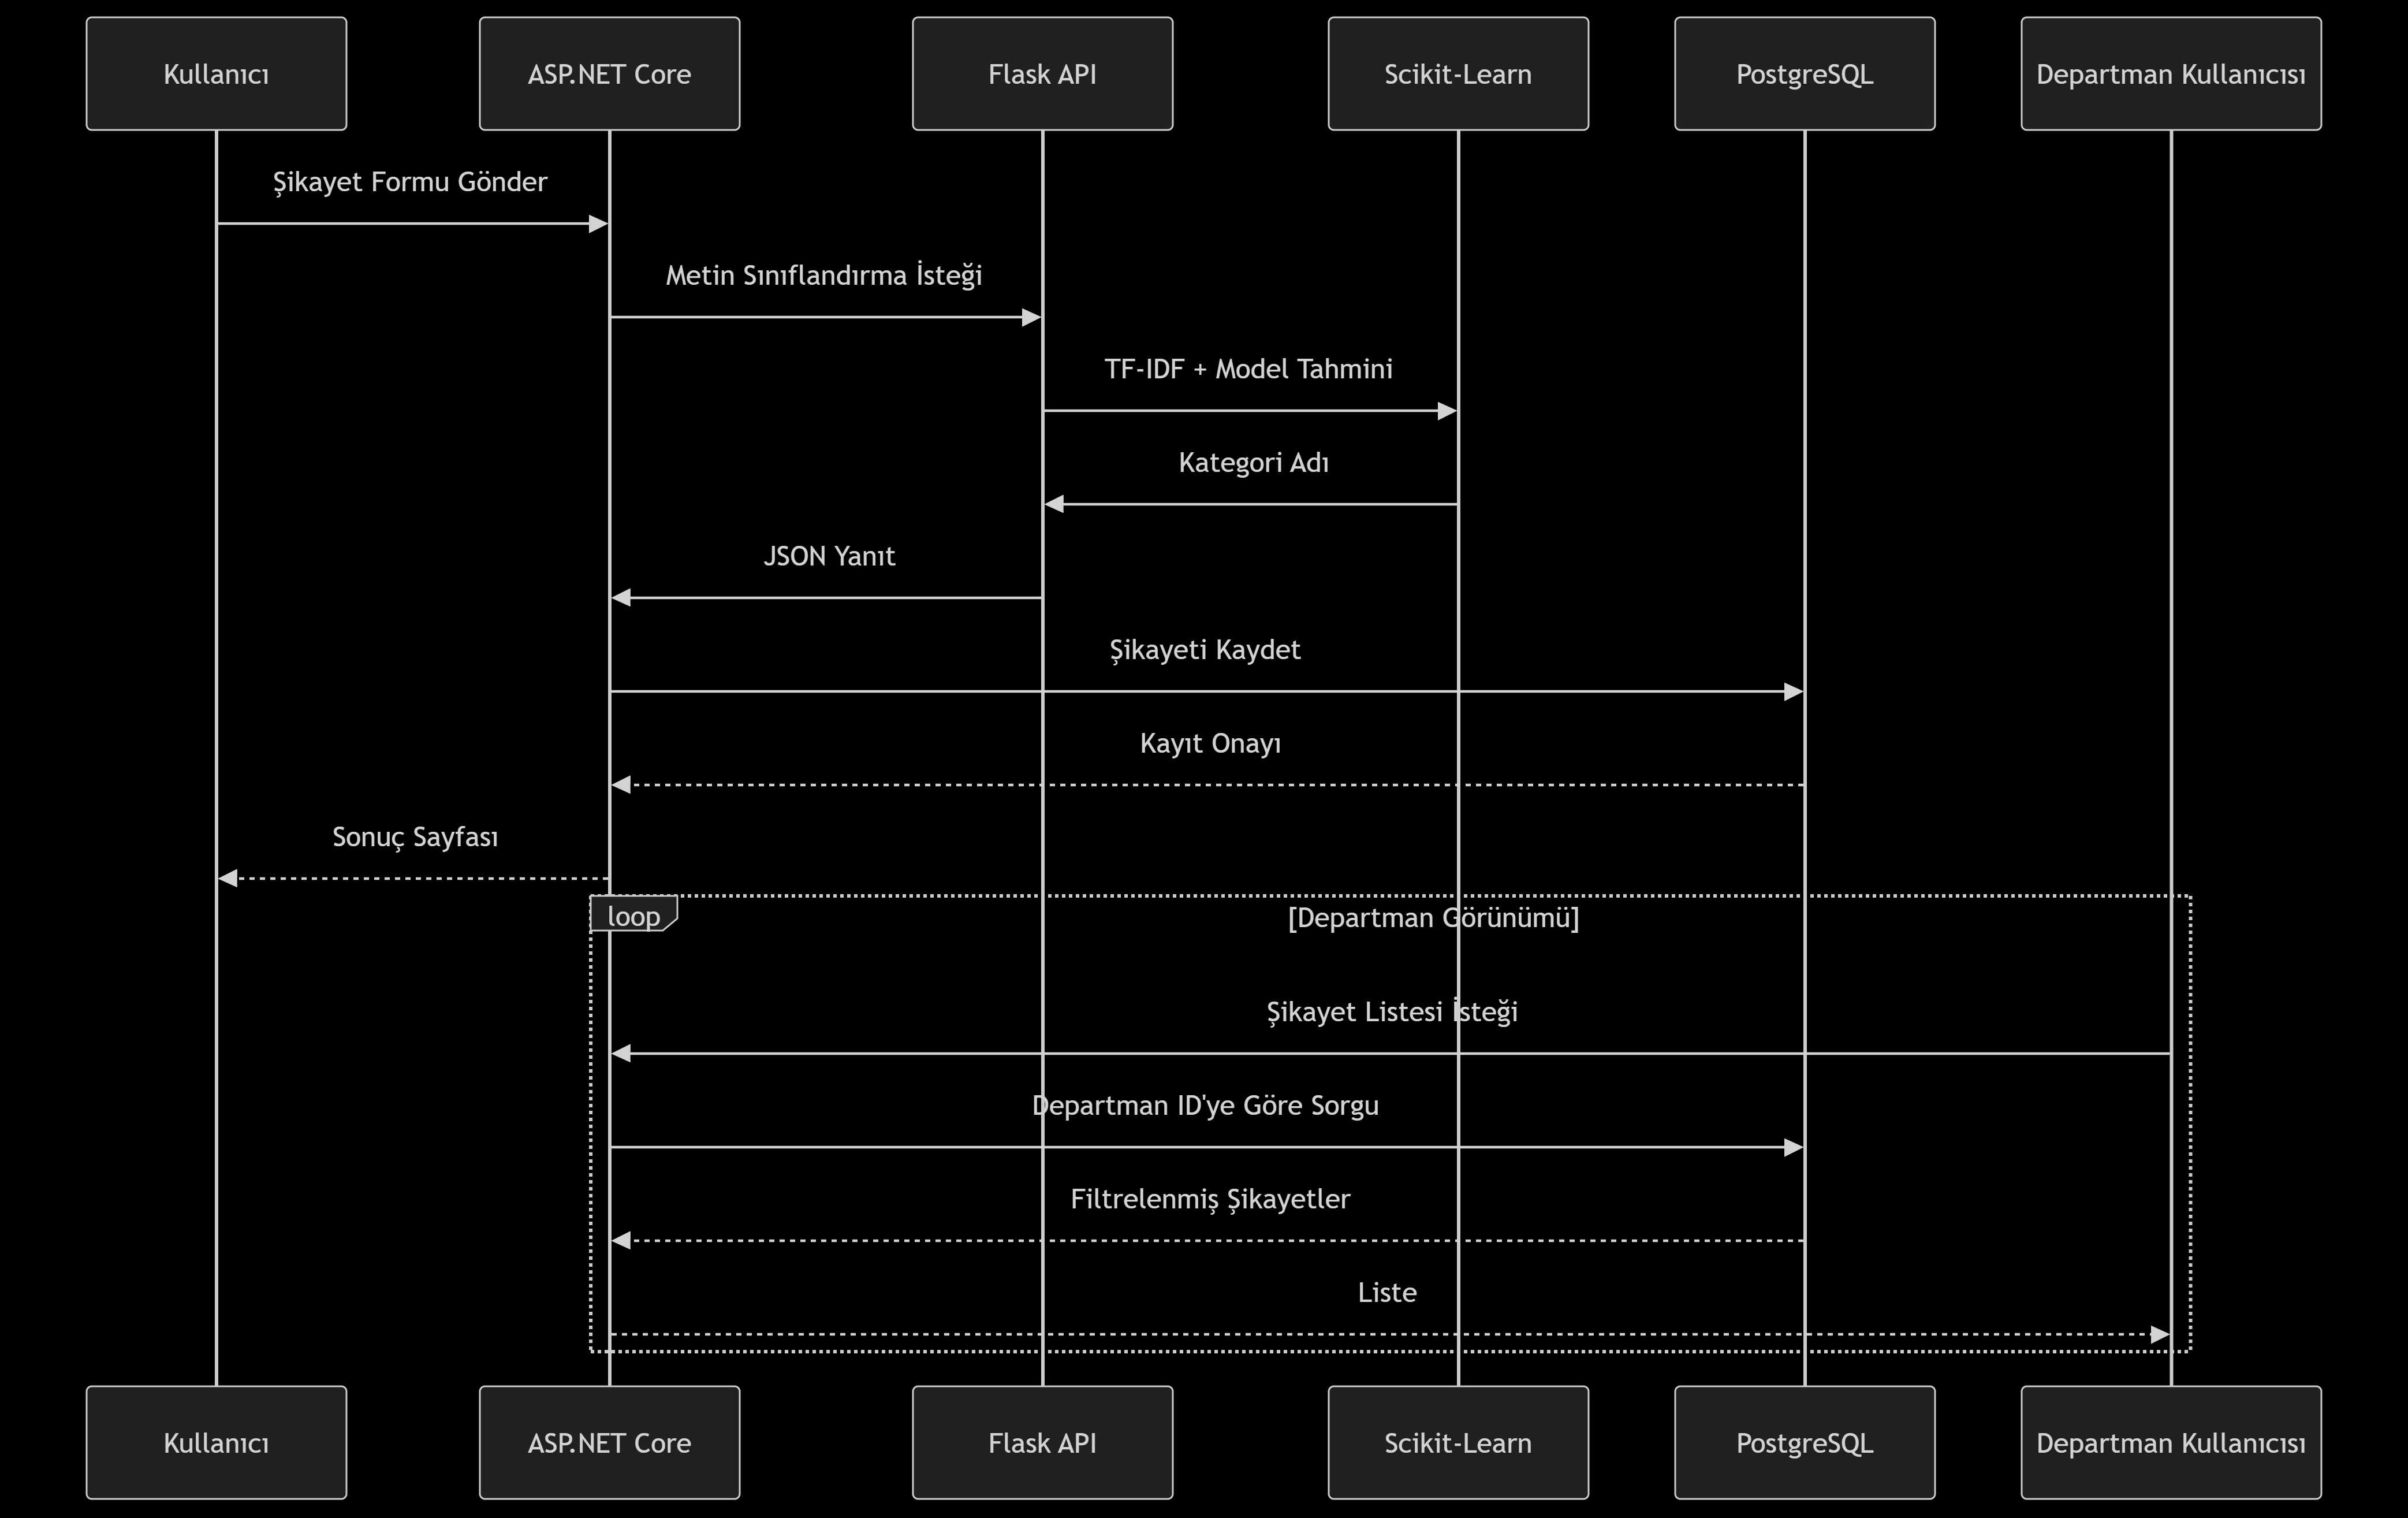 Kullanıcı
ASP.NET Core
Flask API
Scikit-Learn
PostgreSQL
Departman Kullanıcısı
Şikayet Formu Gönder
Metin Sınıflandırma İsteği
TF-IDF + Model Tahmini
Kategori Adı
JSON Yanıt
Şikayeti Kaydet
Kayıt Onayı
Sonuç Sayfası
loop
[Departman Görünümü]
Şikayet Listesi İsteği
Departman ID'ye Göre Sorgu
Filtrelenmiş Şikayetler
Liste
Kullanıcı
ASP.NET Core
Flask API
Scikit-Learn
PostgreSQL
Departman Kullanıcısı